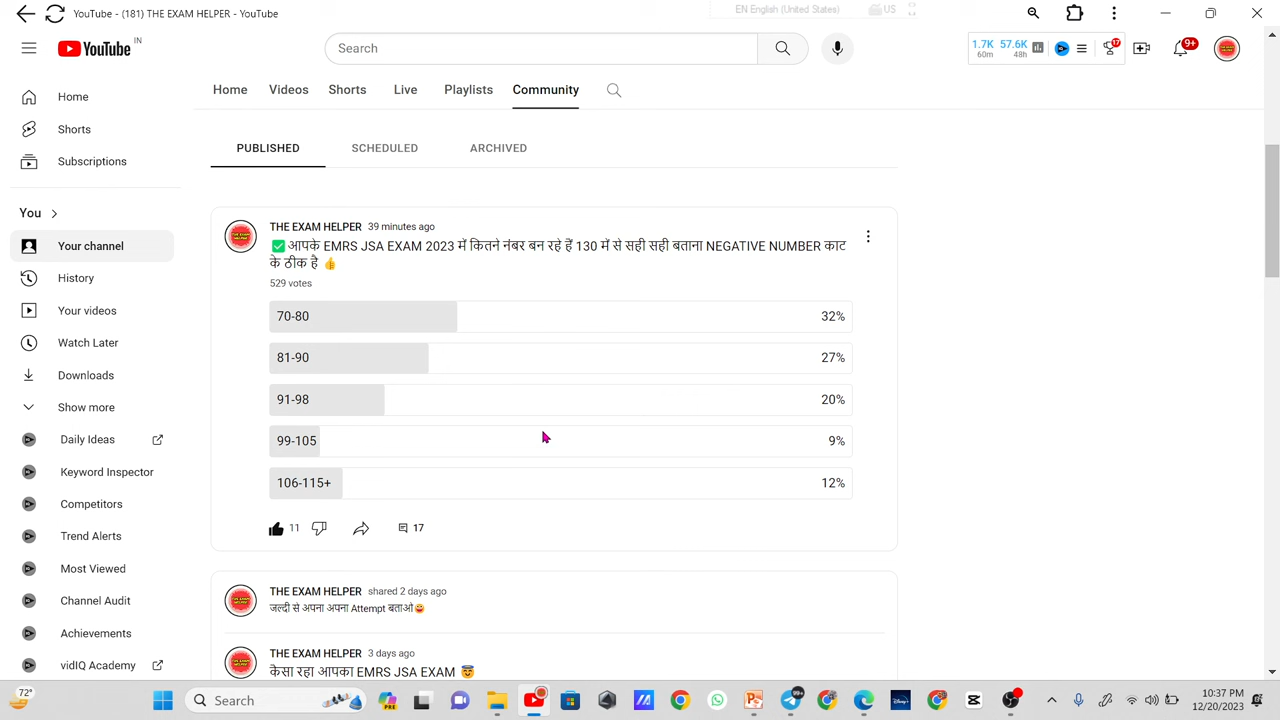 YouTube - (181) THE EXAM HELPER - YouTube
EN English (United States)
US
YouTube IN
Search
1.7K 57.6K
60m 48h
17
9+
Home Videos Shorts Live Playlists Community
Home
Shorts
Subscriptions
You
Your channel
History
Your videos
Watch Later
Downloads
Show more
Daily Ideas
Keyword Inspector
Competitors
Trend Alerts
Most Viewed
Channel Audit
Achievements
vidIQ Academy
PUBLISHED SCHEDULED ARCHIVED
THE EXAM HELPER 39 minutes ago
✅आपके EMRS JSA EXAM 2023 में कितने नंबर बन रहे हैं 130 में से सही सही बताना NEGATIVE NUMBER काट
के ठीक है 👍
529 votes
70-80 32%
81-90 27%
91-98 20%
99-105 9%
106-115+ 12%
11 17
THE EXAM HELPER shared 2 days ago
जल्दी से अपना अपना Attempt बताओ😜
THE EXAM HELPER 3 days ago
केसा रहा आपका EMRS JSA EXAM 😇
72°
Search
99+
10:37 PM
12/20/2023